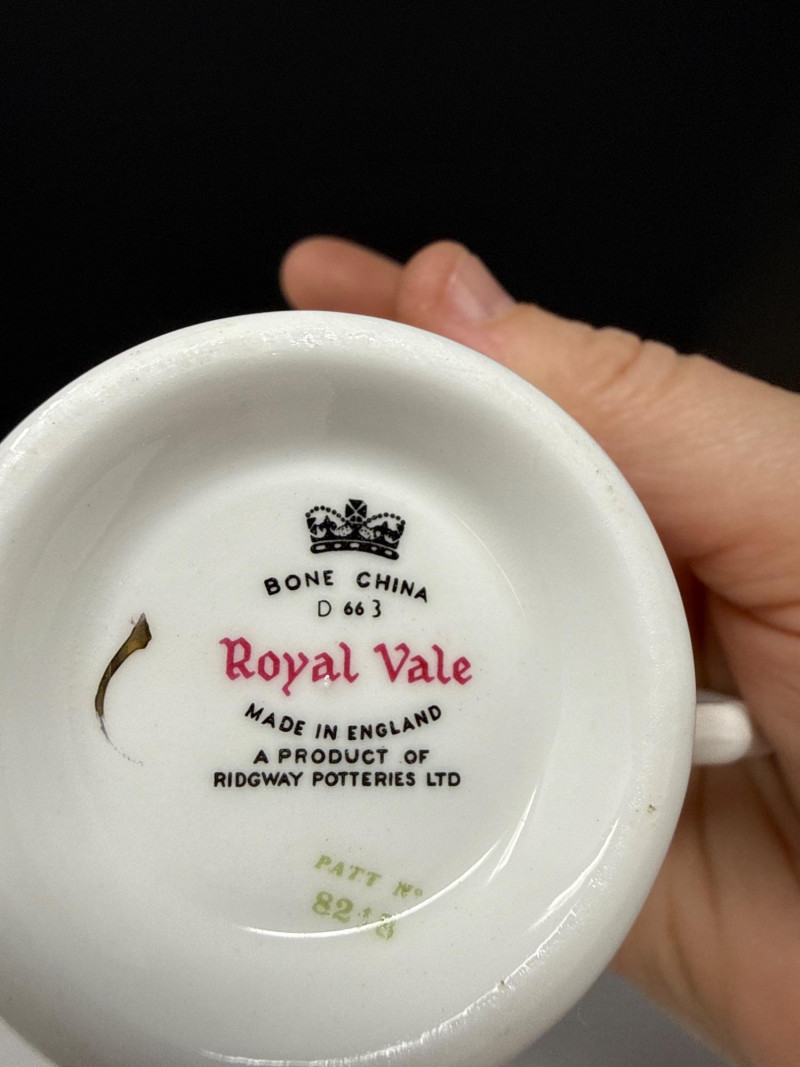 BONE CHINA
D 663
Royal Vale
MADE IN ENGLAND
A PRODUCT OF
RIDGWAY POTTERIES LTD
PATT Nº